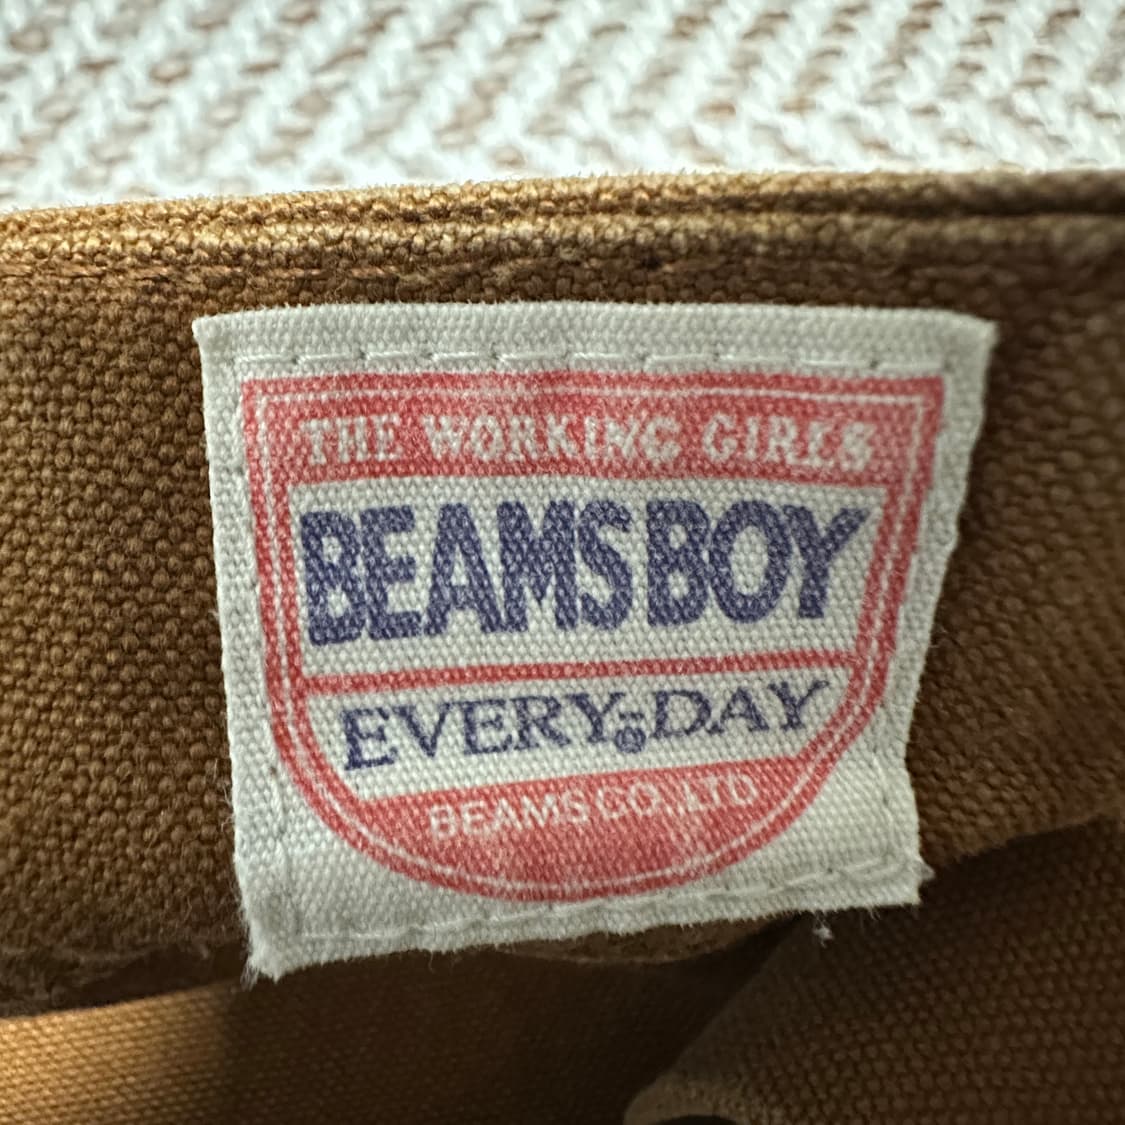 THE WORKING GIRLS
BEAMS BOY
EVERY DAY
BEAMS CO.,LTD